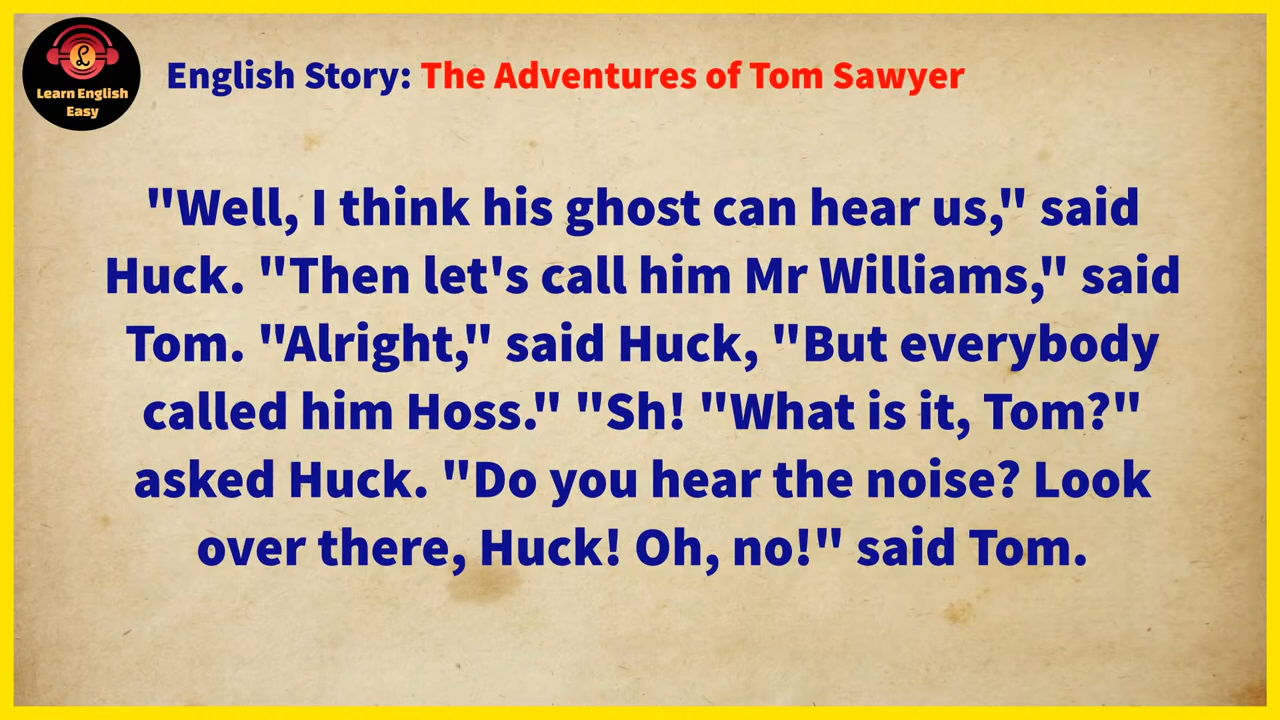 Learn English
Easy
English Story: The Adventures of Tom Sawyer
"Well, I think his ghost can hear us," said
Huck. "Then let's call him Mr Williams," said
Tom. "Alright," said Huck, "But everybody
called him Hoss." "Sh! "What is it, Tom?"
asked Huck. "Do you hear the noise? Look
over there, Huck! Oh, no!" said Tom.